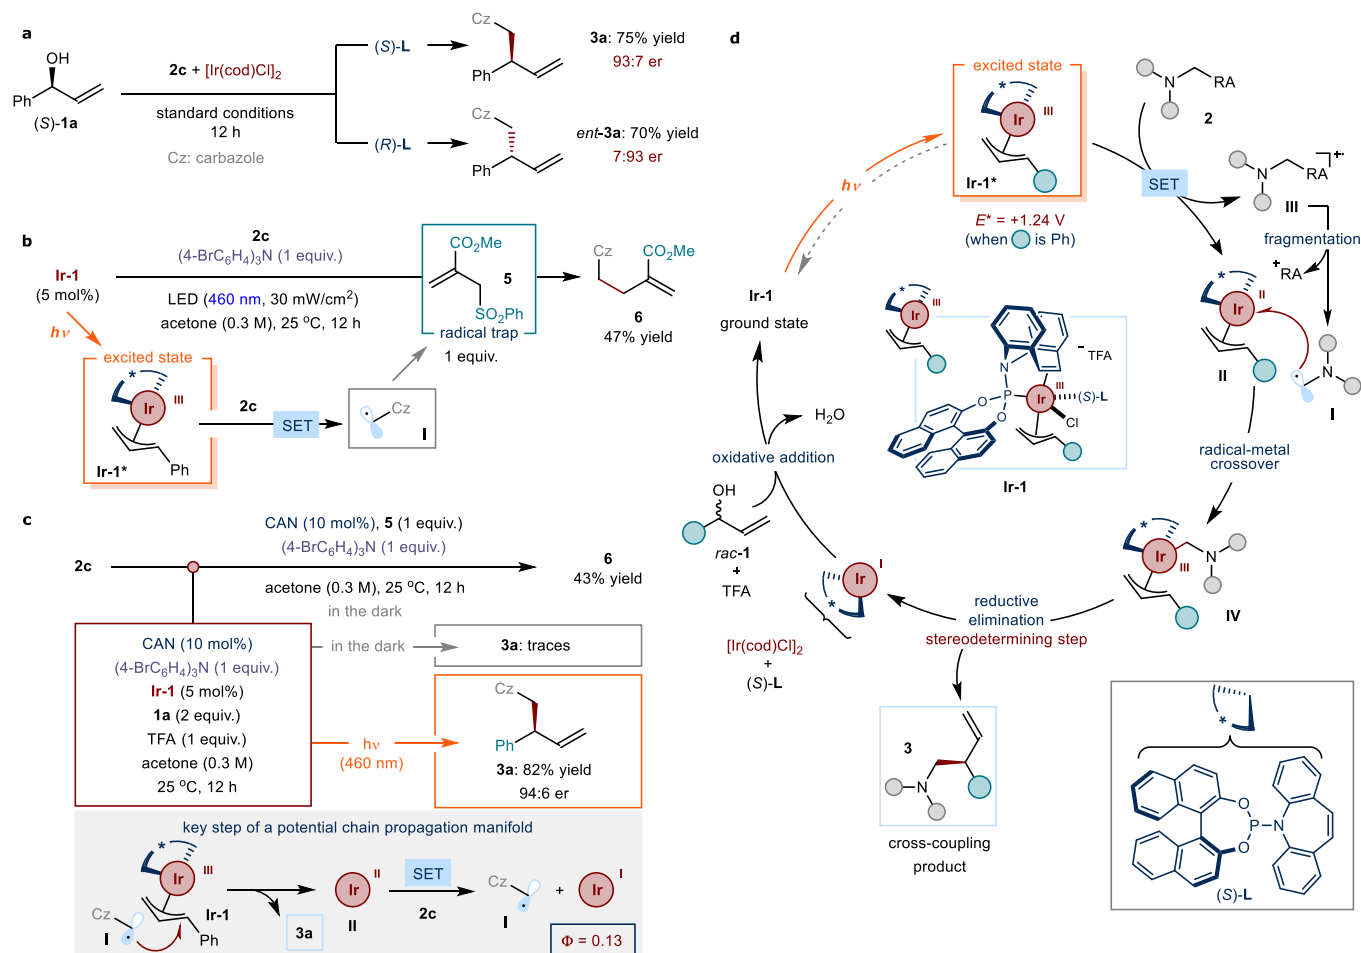 a
OH
Ph
(S)-1a
2c + [Ir(cod)Cl]2
standard conditions
12 h
Cz: carbazole
(S)-L
(R)-L
Cz
Ph
3a: 75% yield
93:7 er
Cz
Ph
ent-3a: 70% yield
7:93 er
b
Ir-1
(5 mol%)
hν
2c
(4-BrC6H4)3N (1 equiv.)
LED (460 nm, 30 mW/cm2)
acetone (0.3 M), 25 oC, 12 h
CO2Me
5
SO2Ph
radical trap
1 equiv.
Cz
CO2Me
6
47% yield
excited state
*
Ir
III
Ph
Ir-1*
2c
SET
Cz
I
c
2c
CAN (10 mol%), 5 (1 equiv.)
(4-BrC6H4)3N (1 equiv.)
acetone (0.3 M), 25 oC, 12 h
in the dark
6
43% yield
CAN (10 mol%)
(4-BrC6H4)3N (1 equiv.)
Ir-1 (5 mol%)
1a (2 equiv.)
TFA (1 equiv.)
acetone (0.3 M)
25 oC, 12 h
in the dark
3a: traces
hν
(460 nm)
Cz
Ph
3a: 82% yield
94:6 er
key step of a potential chain propagation manifold
*
Ir
III
Cz
I
Ir-1
Ph
3a
Ir
II
II
SET
2c
Cz
I
+
Ir
I
Φ = 0.13
d
excited state
*
Ir
III
Ir-1*
E* = +1.24 V
(when is Ph)
hν
N
RA
2
SET
N
RA
+·
III
fragmentation
+RA
*
Ir
II
II
N
I
radical-metal
crossover
*
Ir
III
N
IV
reductive
elimination
stereodetermining step
3
N
cross-coupling
product
Ir
I
*
[Ir(cod)Cl]2
+
(S)-L
OH
rac-1
+
TFA
oxidative addition
H2O
Ir-1
ground state
*
Ir
III
N
O
P
O
Ir
III
(S)-L
Cl
− TFA
Ir-1
*
O
P
N
O
(S)-L